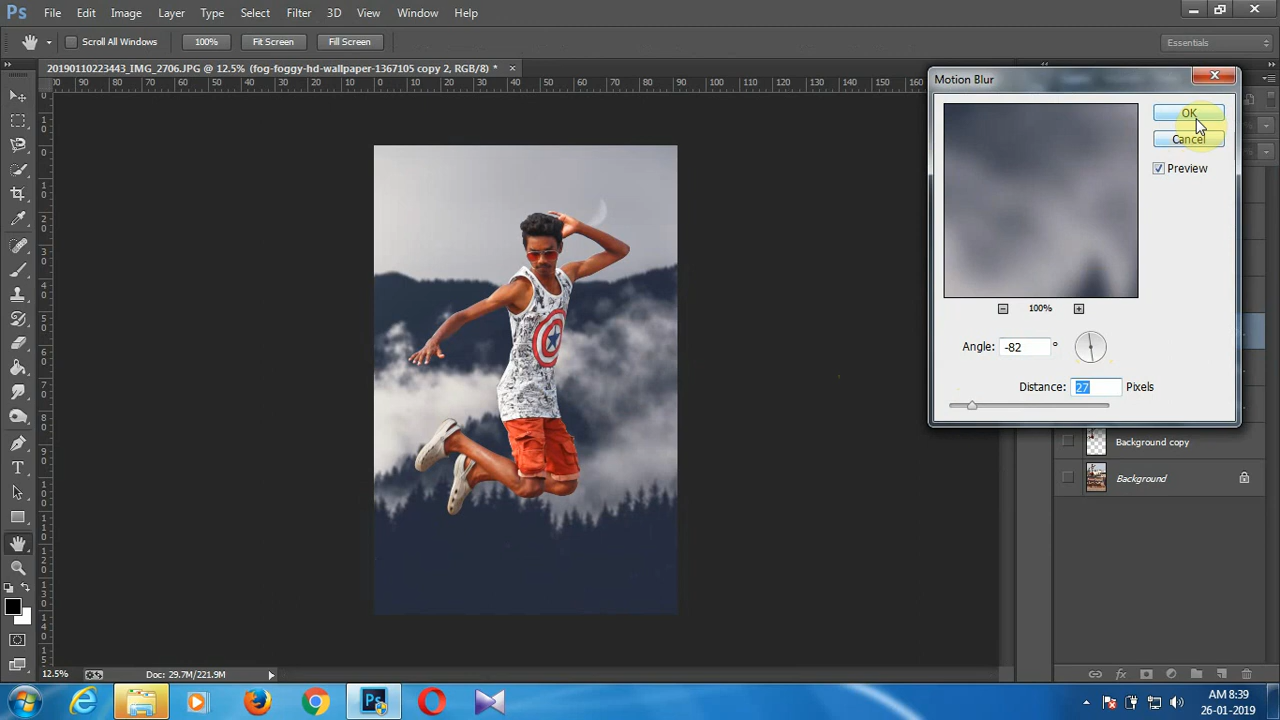 Ps File Edit Image Layer Type Select Filter 3D View Window Help
Scroll All Windows 100% Fit Screen Fill Screen Essentials
20190110223443_IMG_2706.JPG @ 12.5% (fog-foggy-hd-wallpaper-1367105 copy 2, RGB/8) *
Motion Blur
OK
Cancel
Preview
100%
Angle: -82 °
Distance: 27 Pixels
Background copy
Background
12.5% Doc: 29.7M/221.9M
Ps
AM 8:39
26-01-2019